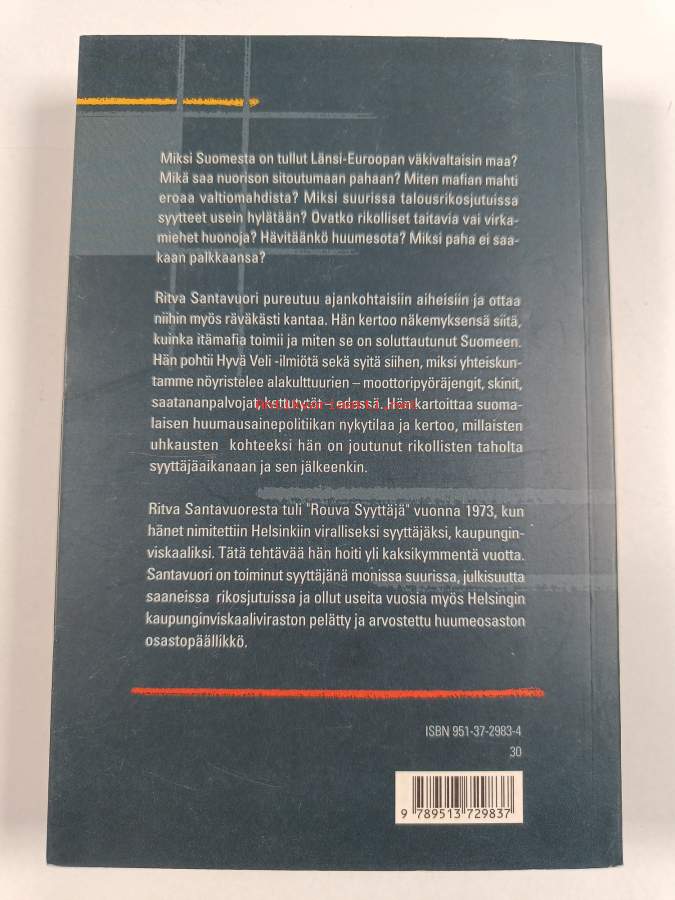 Miksi Suomesta on tullut Länsi-Euroopan väkivaltaisin maa?
Mikä saa nuorison sitoutumaan pahaan? Miten mafian mahti
eroaa valtiomahdista? Miksi suurissa talousrikosjutuissa
syytteet usein hylätään? Ovatko rikolliset taitavia vai virka-
miehet huonoja? Hävitäänkö huumesota? Miksi paha ei saa-
kaan palkkaansa?
Ritva Santavuori pureutuu ajankohtaisiin aiheisiin ja ottaa
niihin myös räväkästi kantaa. Hän kertoo näkemyksensä siitä,
kuinka itämafia toimii ja miten se on soluttautunut Suomeen.
Hän pohtii Hyvä Veli -ilmiötä sekä syitä siihen, miksi yhteiskun-
tamme nöyristelee alakulttuurien – moottoripyöräjengit, skinit,
saatananpalvojat, kettutytöt – edessä. Hän kartoittaa suoma-
laisen huumausainepolitiikan nykytilaa ja kertoo, millaisten
uhkausten kohteeksi hän on joutunut rikollisten taholta
syyttäjäaikanaan ja sen jälkeenkin.
Ritva Santavuoresta tuli "Rouva Syyttäjä" vuonna 1973, kun
hänet nimitettiin Helsinkiin viralliseksi syyttäjäksi, kaupungin-
viskaaliksi. Tätä tehtävää hän hoiti yli kaksikymmentä vuotta.
Santavuori on toiminut syyttäjänä monissa suurissa, julkisuutta
saaneissa rikosjutuissa ja ollut useita vuosia myös Helsingin
kaupunginviskaaliviraston pelätty ja arvostettu huumeosaston
osastopäällikkö.
ISBN 951-37-2983-4
30
9 789513 729837